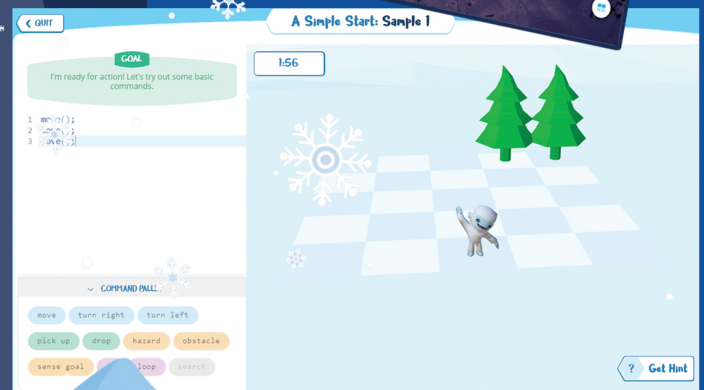 QUIT
A Simple Start: Sample 1
GOAL
I'm ready for action! Let's try out some basic
commands.
1:56
1 move();
2
3
COMMAND
move turn right turn left
pick up drop hazard obstacle
sense goal loop search
? Get Hint